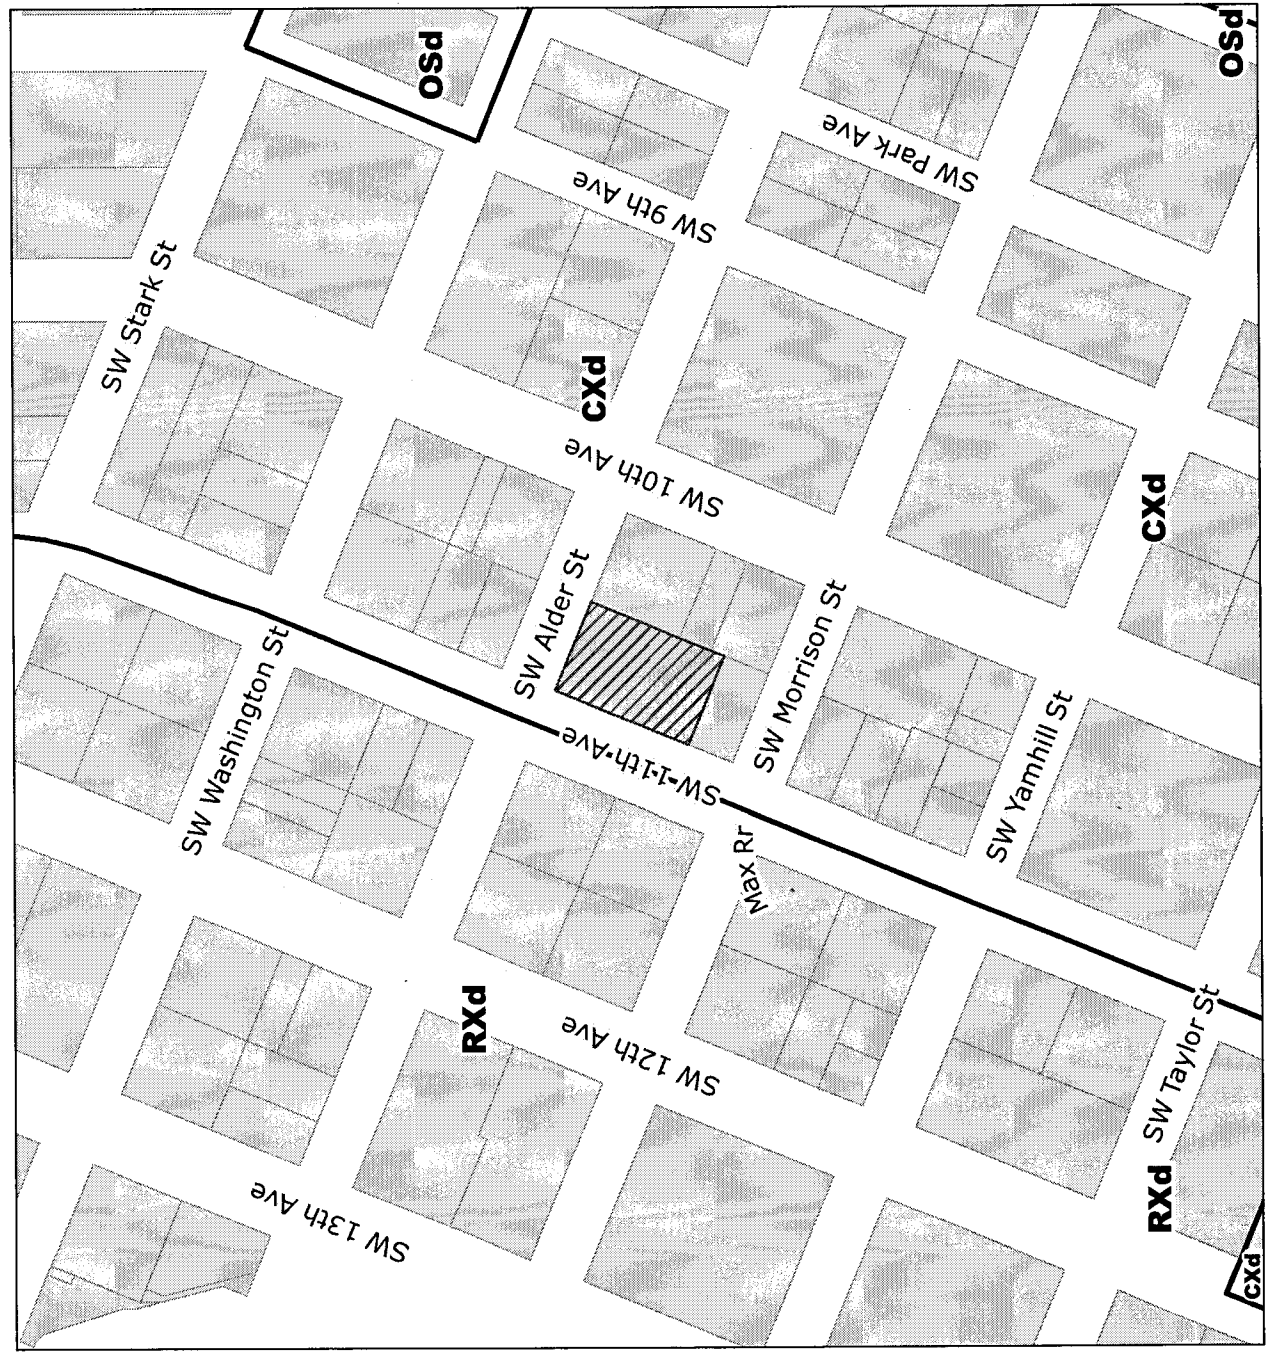 OSd
OSd
SW Park Ave
SW 9th Ave
SW Stark St
CXd
SW 10th Ave
CXd
SW Alder St
SW Morrison St
SW Washington St
SW 11th Ave
SW Yamhill St
Max Rr
RXd
SW 12th Ave
SW Taylor St
RXd
SW 13th Ave
CXd